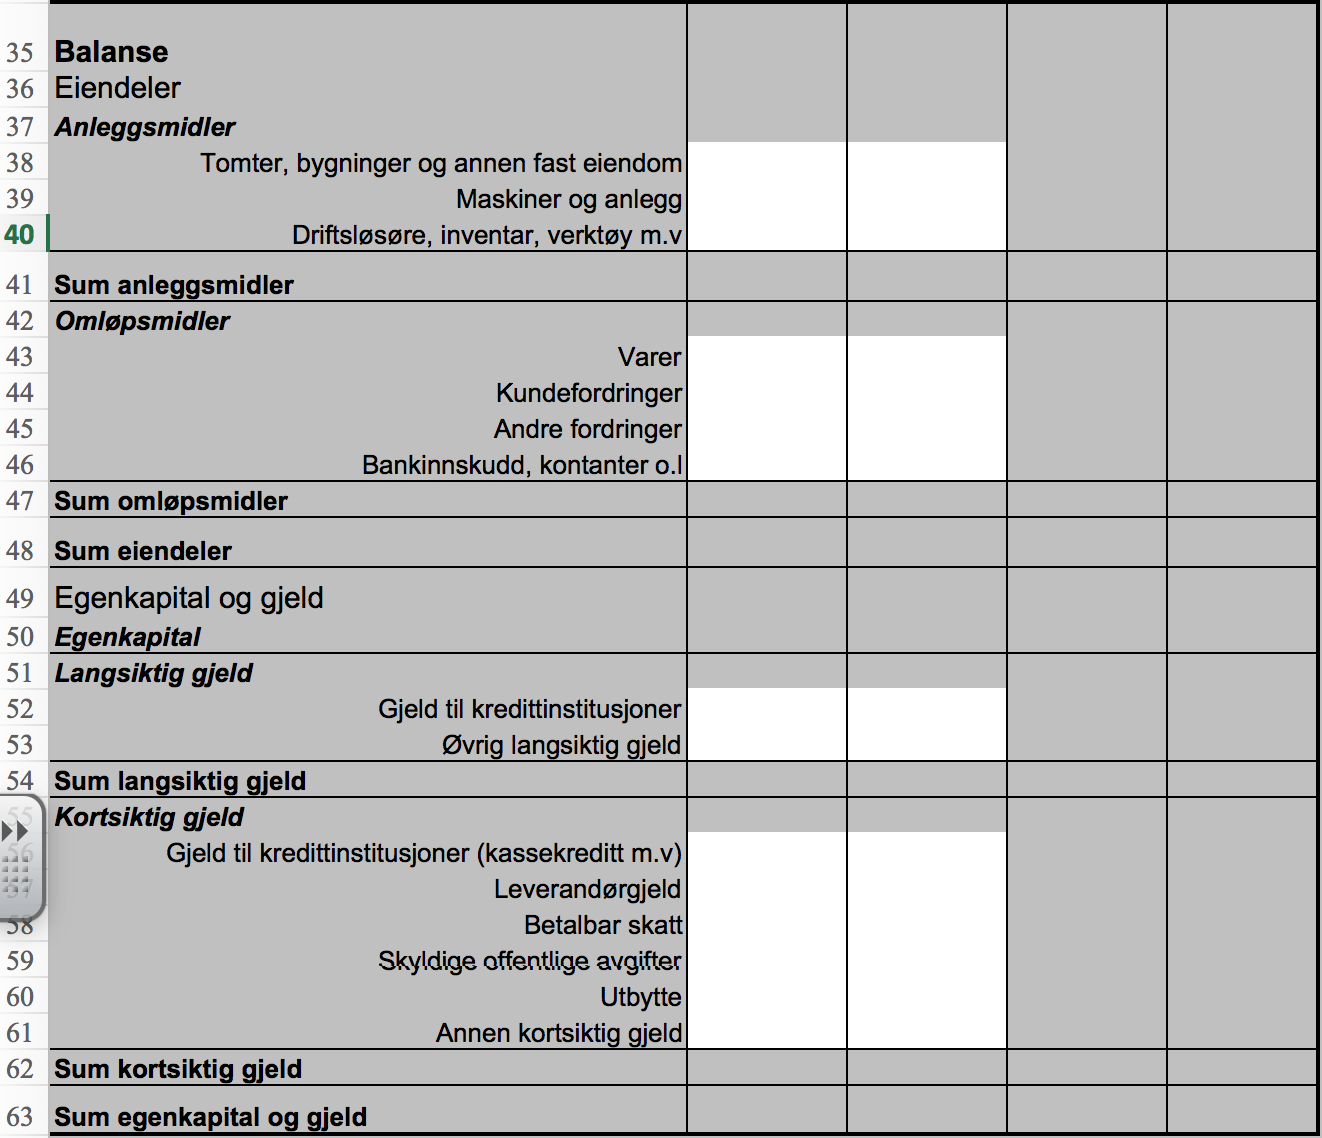 35 Balanse
36 Eiendeler
37 Anleggsmidler
38 Tomter, bygninger og annen fast eiendom
39 Maskiner og anlegg
40 Driftsløsøre, inventar, verktøy m.v
41 Sum anleggsmidler
42 Omløpsmidler
43 Varer
44 Kundefordringer
45 Andre fordringer
46 Bankinnskudd, kontanter o.l
47 Sum omløpsmidler
48 Sum eiendeler
49 Egenkapital og gjeld
50 Egenkapital
51 Langsiktig gjeld
52 Gjeld til kredittinstitusjoner
53 Øvrig langsiktig gjeld
54 Sum langsiktig gjeld
55 Kortsiktig gjeld
56 Gjeld til kredittinstitusjoner (kassekreditt m.v)
57 Leverandørgjeld
58 Betalbar skatt
59 Skyldige offentlige avgifter
60 Utbytte
61 Annen kortsiktig gjeld
62 Sum kortsiktig gjeld
63 Sum egenkapital og gjeld